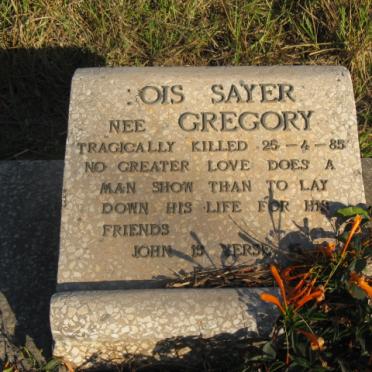 OIS SAYER
NEE GREGORY
TRAGICALLY KILLED 25-4-85
NO GREATER LOVE DOES A
MAN SHOW THAN TO LAY
DOWN HIS LIFE FOR HIS
FRIENDS
JOHN 15 VERSE